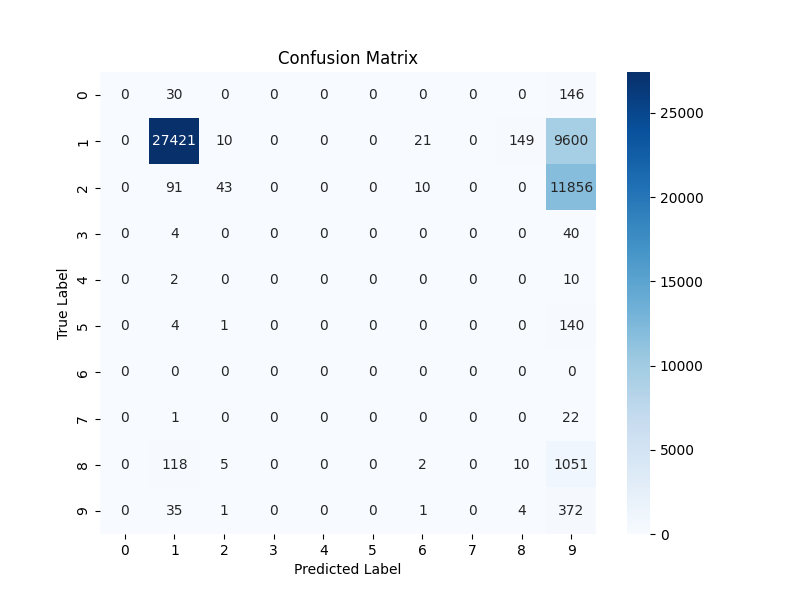 Confusion Matrix
0 0 30 0 0 0 0 0 0 0 146
1 0 27421 10 0 0 0 21 0 149 9600
2 0 91 43 0 0 0 10 0 0 11856
3 0 4 0 0 0 0 0 0 0 40
4 0 2 0 0 0 0 0 0 0 10
5 0 4 1 0 0 0 0 0 0 140
6 0 0 0 0 0 0 0 0 0 0
7 0 1 0 0 0 0 0 0 0 22
8 0 118 5 0 0 0 2 0 10 1051
9 0 35 1 0 0 0 1 0 4 372
0 1 2 3 4 5 6 7 8 9
Predicted Label
True Label
25000
20000
15000
10000
5000
0